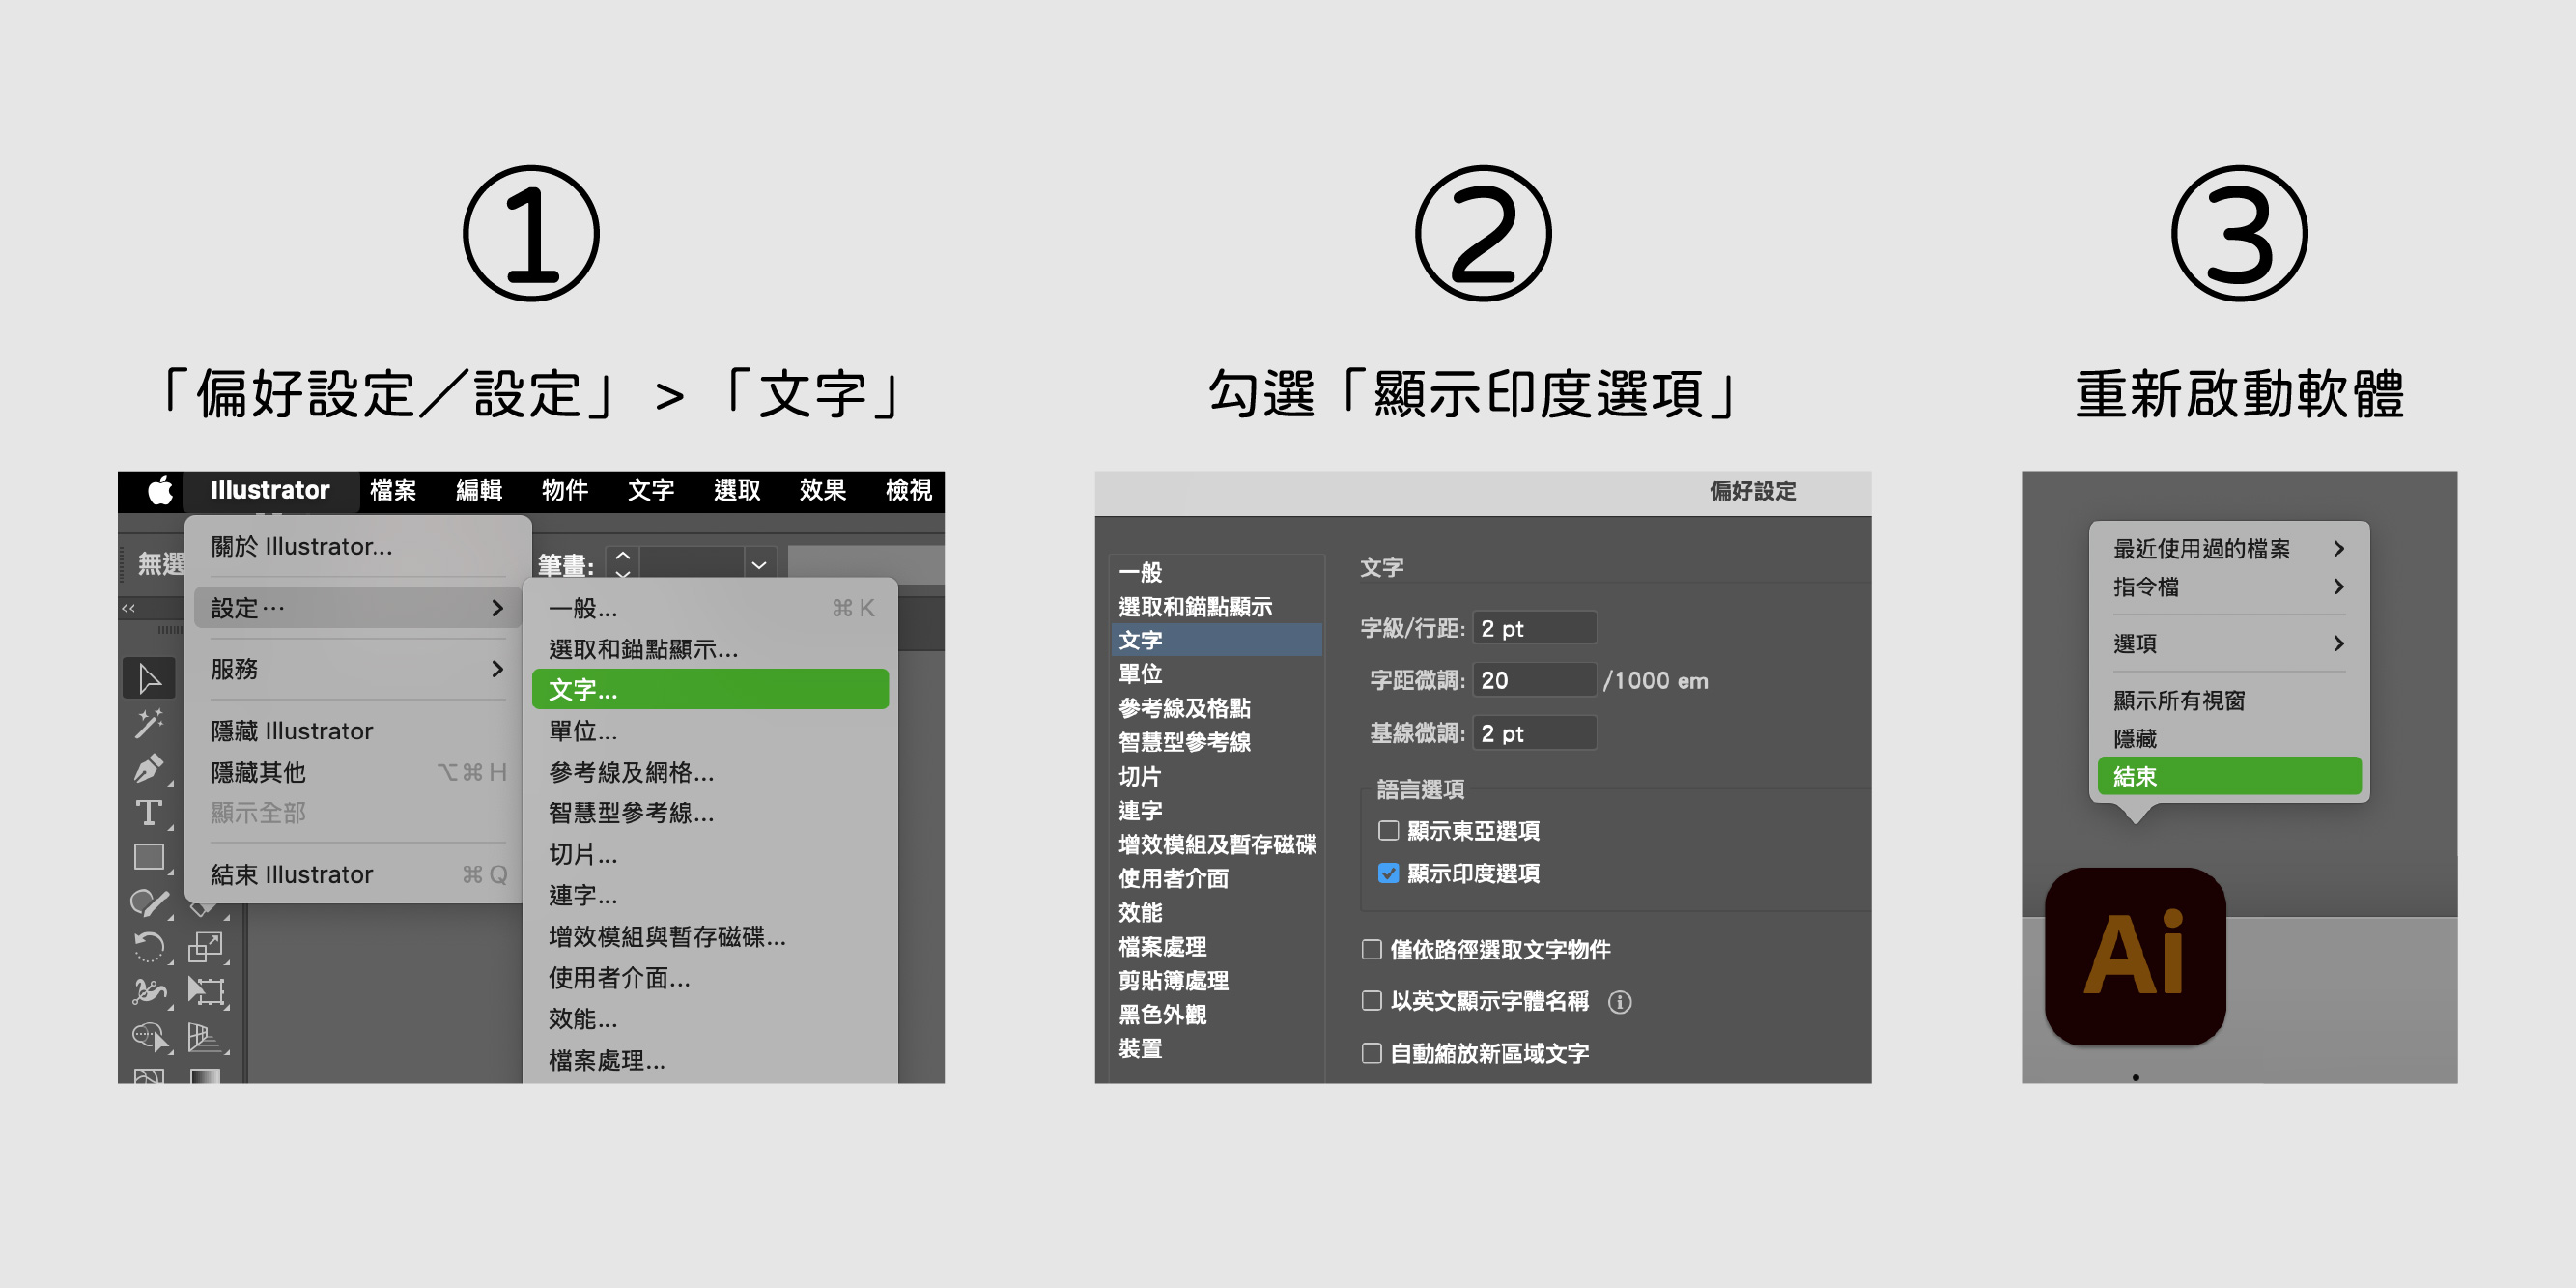 ①
「偏好設定／設定」 > 「文字」
Illustrator 檔案 編輯 物件 文字 選取 效果 檢視
關於 Illustrator...
設定…
服務
隱藏 Illustrator
隱藏其他 ⌥⌘H
顯示全部
結束 Illustrator ⌘Q
筆畫:
一般... ⌘K
選取和錨點顯示...
文字...
單位...
參考線及網格...
智慧型參考線...
切片...
連字...
增效模組與暫存磁碟...
使用者介面...
效能...
檔案處理...
無選
T
②
勾選「顯示印度選項」
偏好設定
一般
選取和錨點顯示
文字
單位
參考線及格點
智慧型參考線
切片
連字
增效模組及暫存磁碟
使用者介面
效能
檔案處理
剪貼簿處理
黑色外觀
裝置
文字
字級/行距: 2 pt
字距微調: 20 /1000 em
基線微調: 2 pt
語言選項
顯示東亞選項
顯示印度選項
僅依路徑選取文字物件
以英文顯示字體名稱
自動縮放新區域文字
③
重新啟動軟體
最近使用過的檔案
指令檔
選項
顯示所有視窗
隱藏
結束
Ai